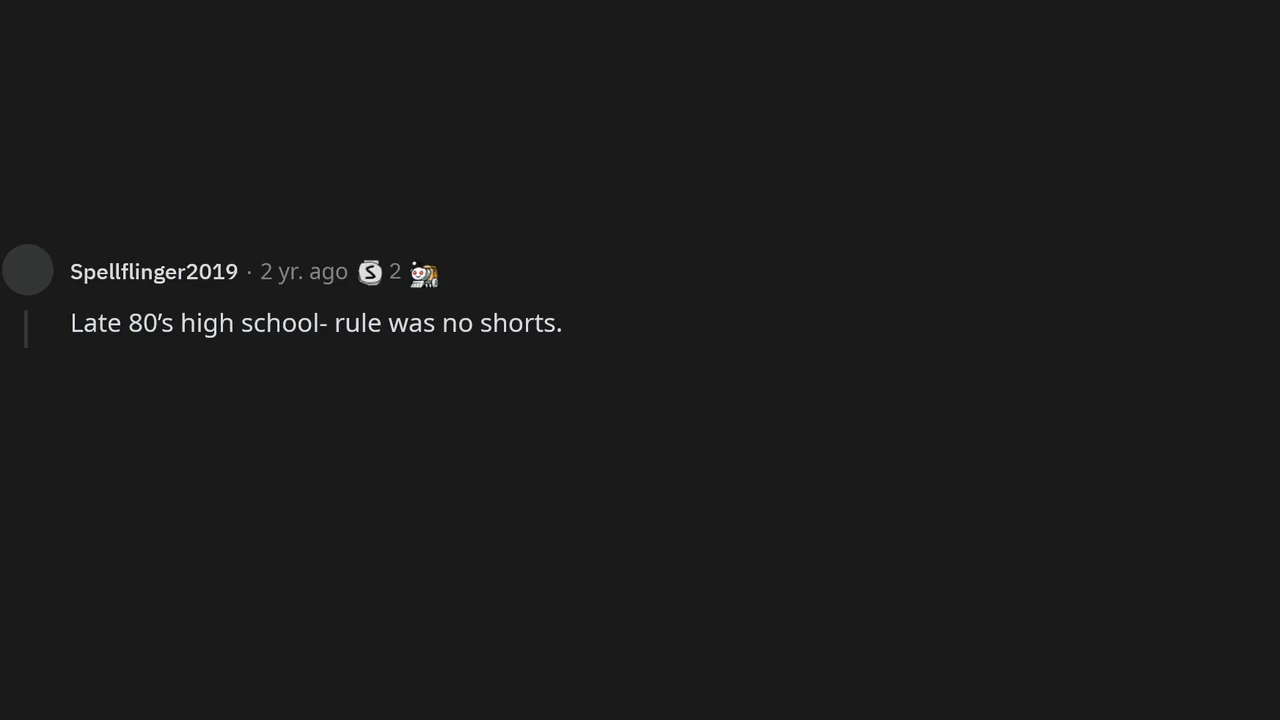 Spellflinger2019 · 2 yr. ago S 2
Late 80’s high school- rule was no shorts.